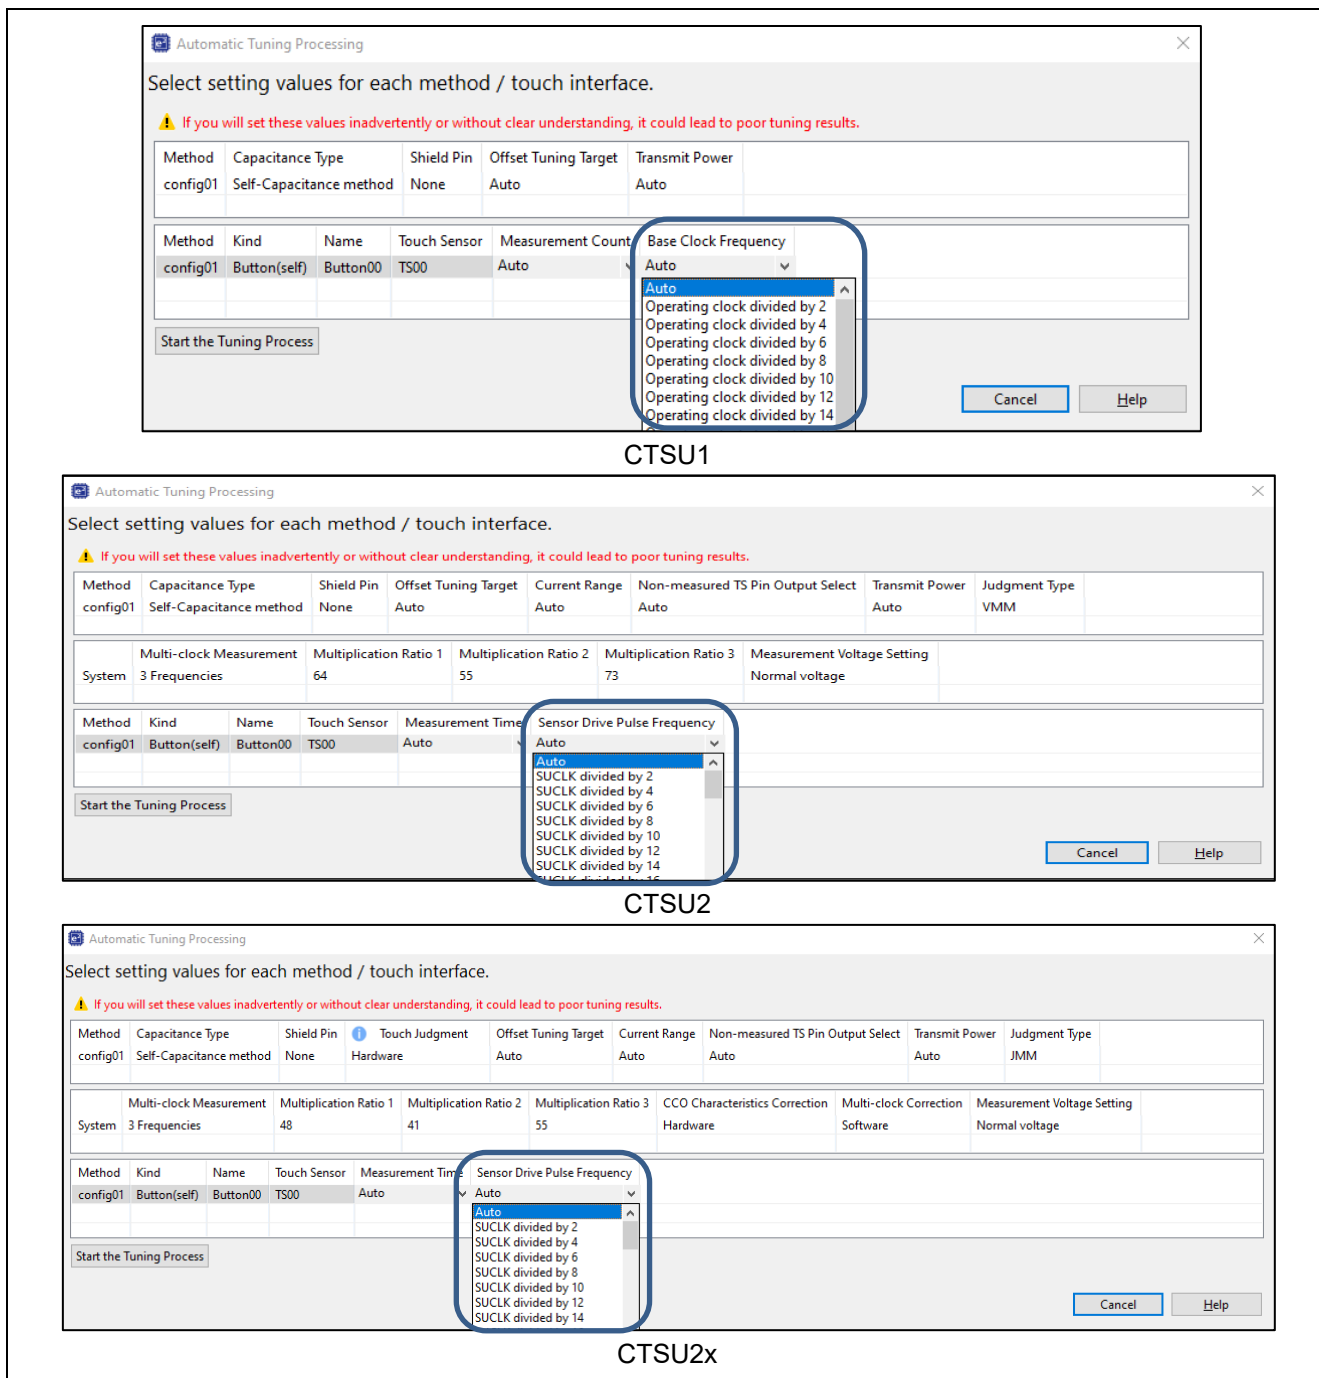 Automatic Tuning Processing
Select setting values for each method / touch interface.
If you will set these values inadvertently or without clear understanding, it could lead to poor tuning results.
Method Capacitance Type Shield Pin Offset Tuning Target Transmit Power
config01 Self-Capacitance method None Auto Auto
Method Kind Name Touch Sensor Measurement Count Base Clock Frequency
config01 Button(self) Button00 TS00 Auto Auto
Auto
Operating clock divided by 2
Operating clock divided by 4
Operating clock divided by 6
Operating clock divided by 8
Operating clock divided by 10
Operating clock divided by 12
Operating clock divided by 14
Start the Tuning Process
Cancel Help
CTSU1
Automatic Tuning Processing
Select setting values for each method / touch interface.
If you will set these values inadvertently or without clear understanding, it could lead to poor tuning results.
Method Capacitance Type Shield Pin Offset Tuning Target Current Range Non-measured TS Pin Output Select Transmit Power Judgment Type
config01 Self-Capacitance method None Auto Auto Auto Auto VMM
Multi-clock Measurement Multiplication Ratio 1 Multiplication Ratio 2 Multiplication Ratio 3 Measurement Voltage Setting
System 3 Frequencies 64 55 73 Normal voltage
Method Kind Name Touch Sensor Measurement Time Sensor Drive Pulse Frequency
config01 Button(self) Button00 TS00 Auto Auto
Auto
SUCLK divided by 2
SUCLK divided by 4
SUCLK divided by 6
SUCLK divided by 8
SUCLK divided by 10
SUCLK divided by 12
SUCLK divided by 14
SUCLK divided by 16
Start the Tuning Process
Cancel Help
CTSU2
Automatic Tuning Processing
Select setting values for each method / touch interface.
If you will set these values inadvertently or without clear understanding, it could lead to poor tuning results.
Method Capacitance Type Shield Pin Touch Judgment Offset Tuning Target Current Range Non-measured TS Pin Output Select Transmit Power Judgment Type
config01 Self-Capacitance method None Hardware Auto Auto Auto Auto JMM
Multi-clock Measurement Multiplication Ratio 1 Multiplication Ratio 2 Multiplication Ratio 3 CCO Characteristics Correction Multi-clock Correction Measurement Voltage Setting
System 3 Frequencies 48 41 55 Hardware Software Normal voltage
Method Kind Name Touch Sensor Measurement Time Sensor Drive Pulse Frequency
config01 Button(self) Button00 TS00 Auto Auto
Auto
SUCLK divided by 2
SUCLK divided by 4
SUCLK divided by 6
SUCLK divided by 8
SUCLK divided by 10
SUCLK divided by 12
SUCLK divided by 14
Start the Tuning Process
Cancel Help
CTSU2x